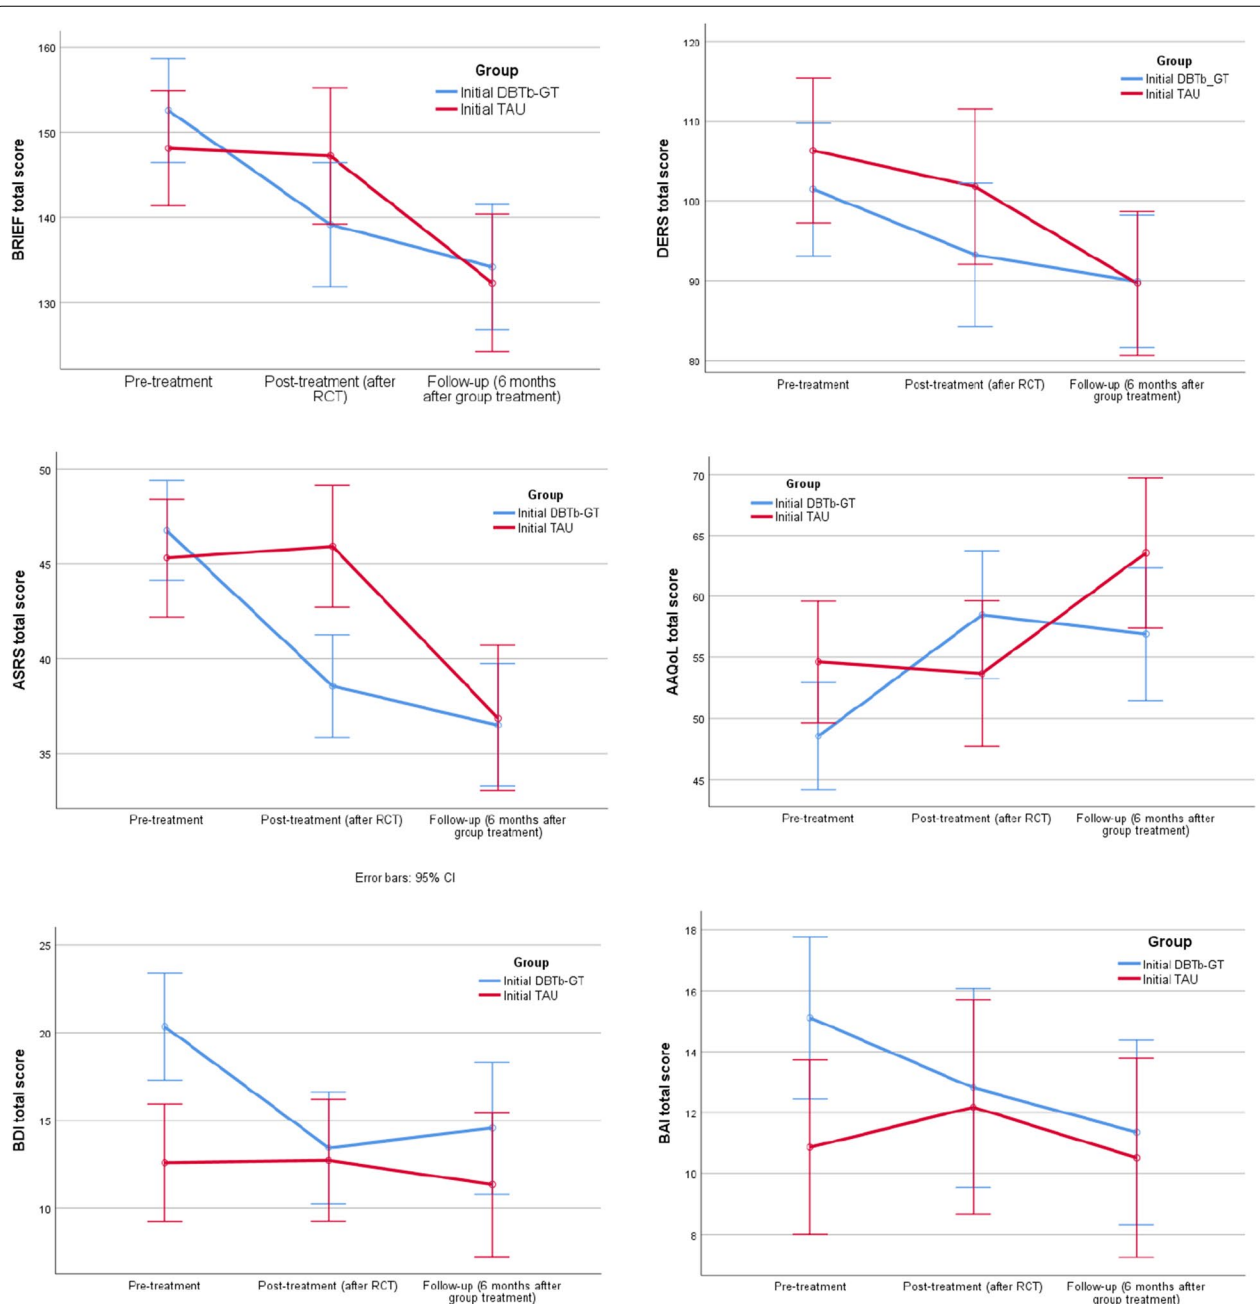 160
150
140
130
BRIEF total score
Group
Initial DBTb-GT
Initial TAU
Pre-treatment
Post-treatment (after
RCT)
Follow-up (6 months
after group treatment)
120
110
100
90
80
DERS total score
Group
Initial DBTb_GT
Initial TAU
Pre-treatment
Post-treatment (after RCT)
Follow-up (6 months after
group treatment)
50
45
40
35
ASRS total score
Group
Initial DBTb-GT
Initial TAU
Pre-treatment
Post-treatment (after RCT)
Follow-up (6 months after
group treatment)
70
65
60
55
50
45
AAQoL total score
Group
Initial DBTb-GT
Initial TAU
Pre-treatment
Post-treatment (after RCT)
Follow-up (6 months after
group treatment)
Error bars: 95% CI
25
20
15
10
BDI total score
Group
Initial DBTb-GT
Initial TAU
Pre-treatment
Post-treatment (after RCT)
Follow-up (6 months affter
group treatment)
18
16
14
12
10
8
BAI total score
Group
Initial DBTb-GT
Initial TAU
Pre-treatment
Post-treatment (after RCT)
Follow-up (6 months after
group treatment)